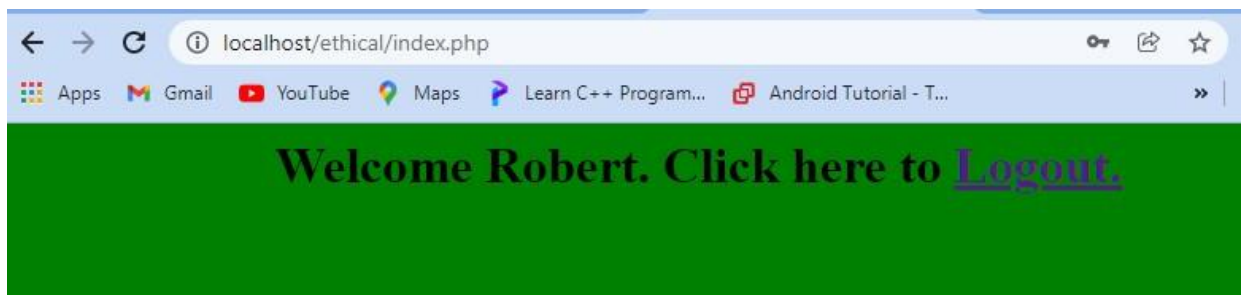 localhost/ethical/index.php
Apps Gmail YouTube Maps Learn C++ Program... Android Tutorial - T... »
Welcome Robert. Click here to Logout.